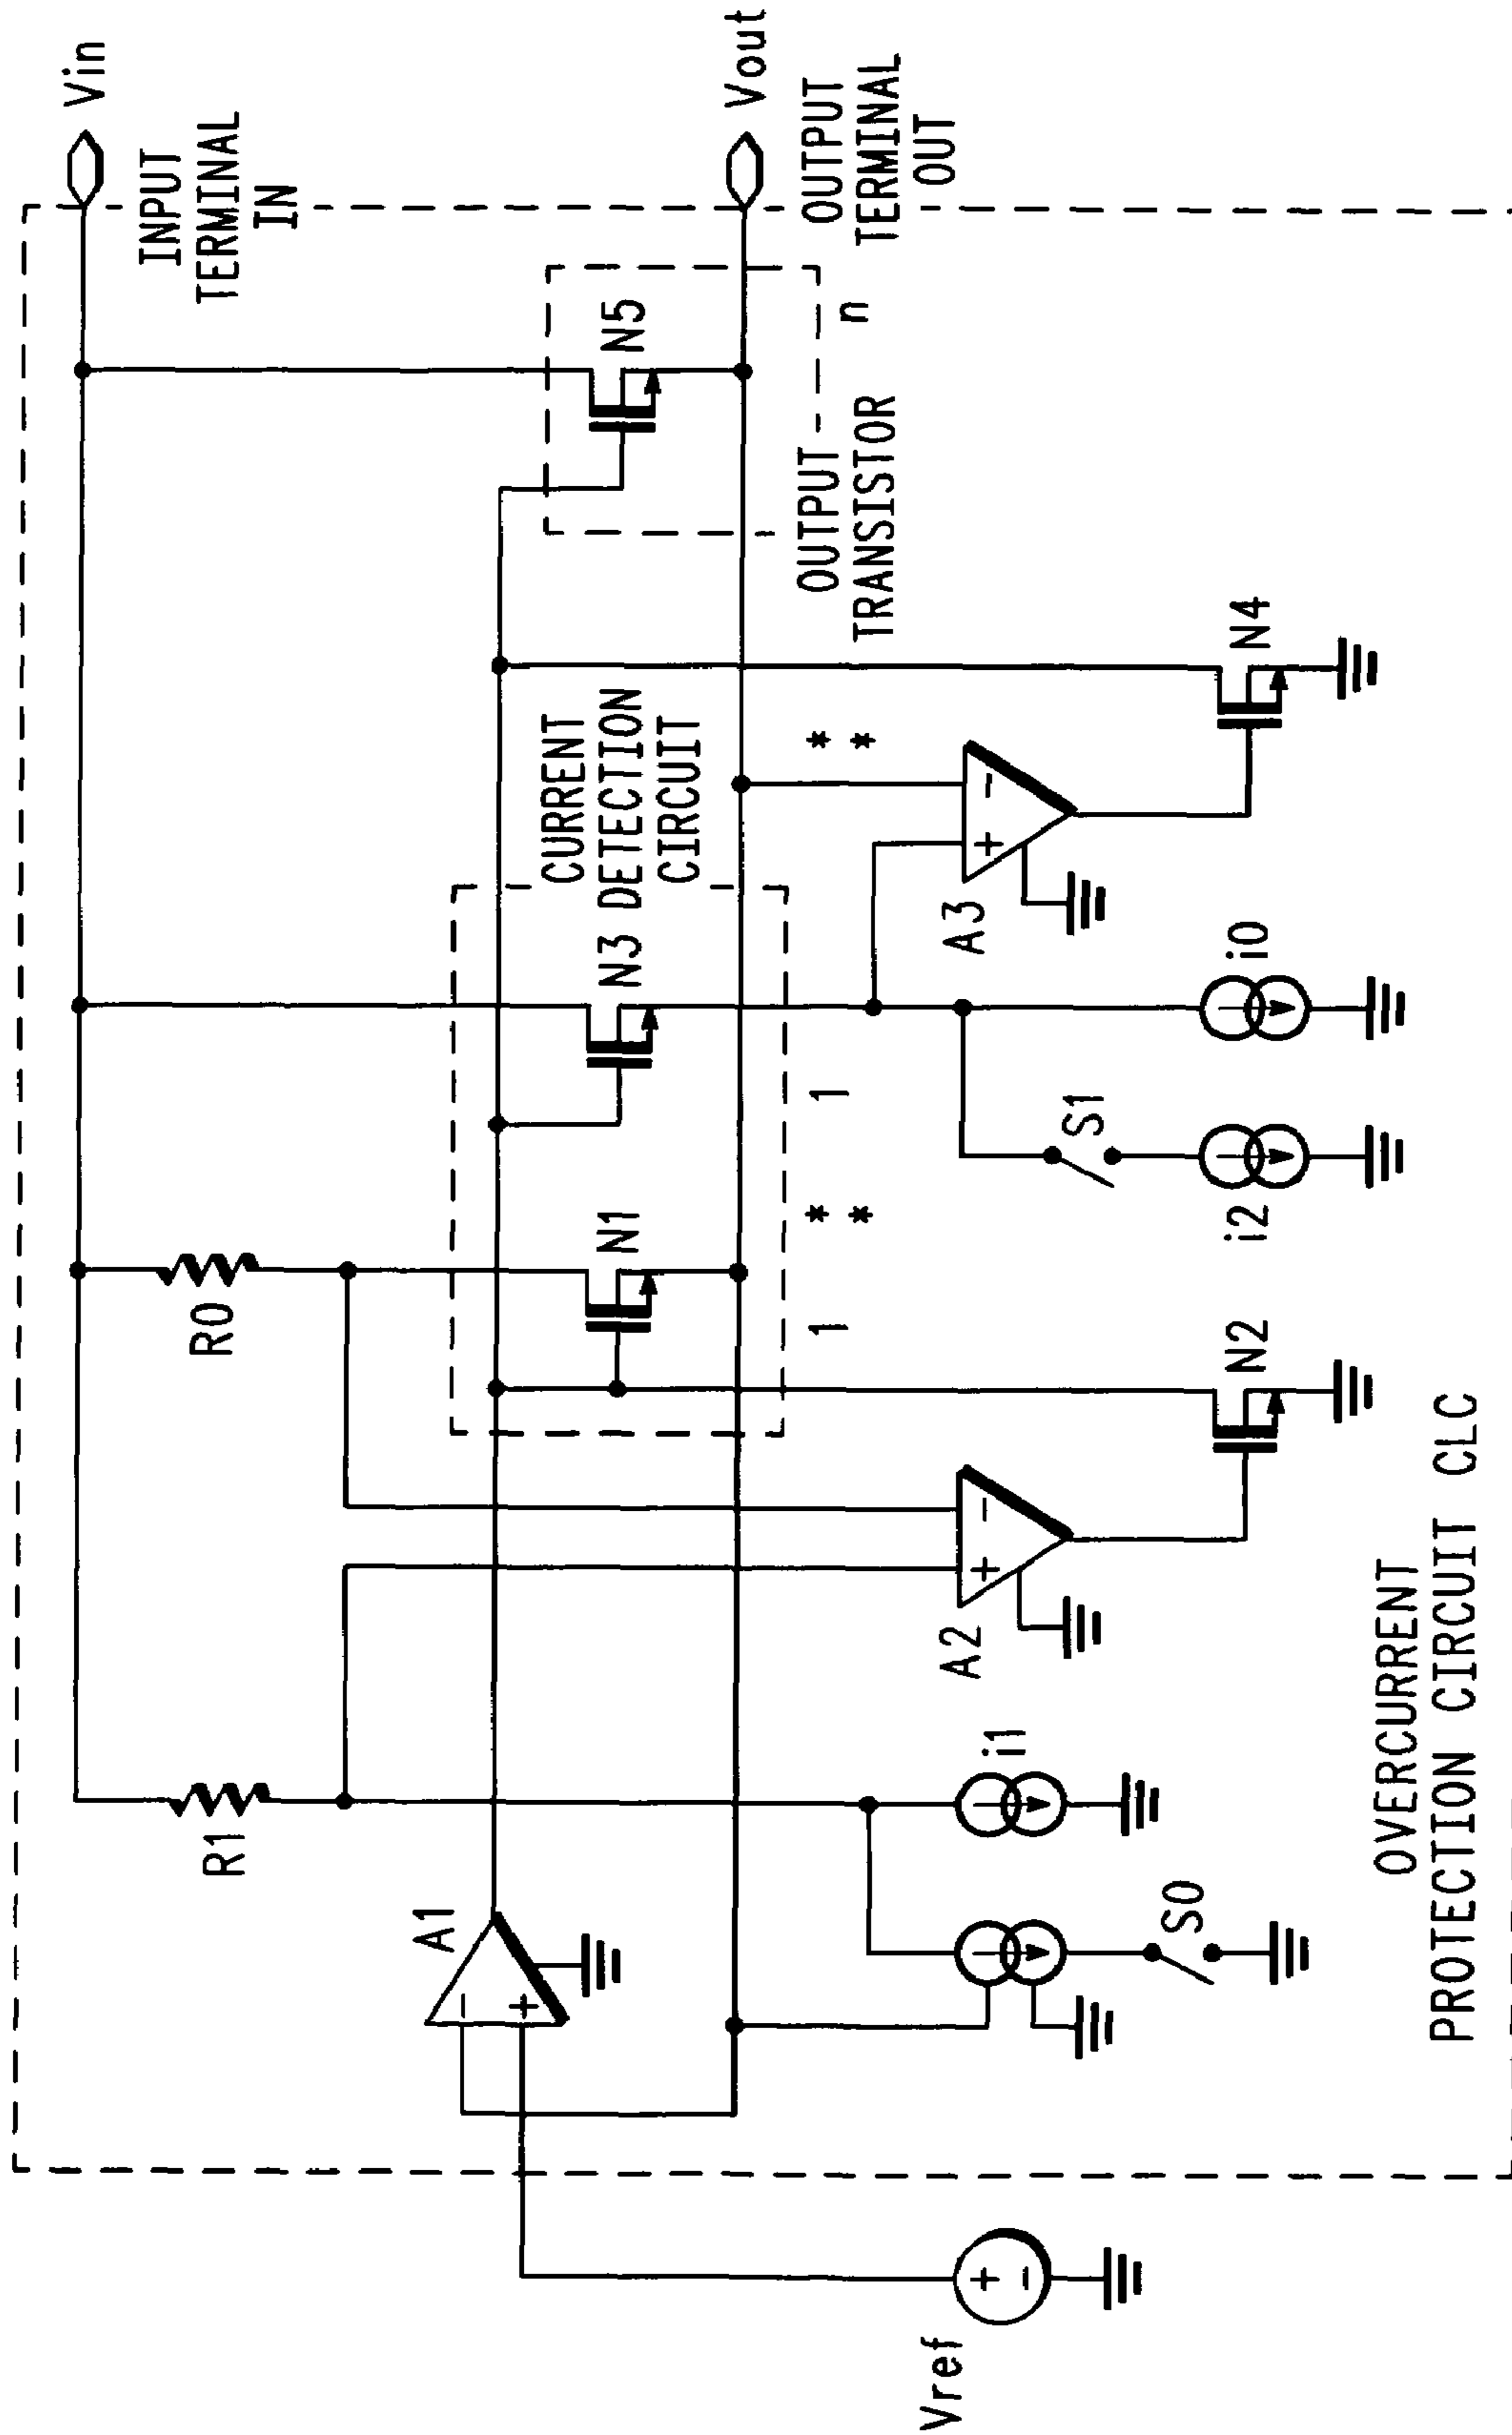 Vin
INPUT
TERMINAL
IN
Vout
OUTPUT
TERMINAL
OUT
R1
R0
A1
- +
CURRENT
N3 DETECTION
CIRCUIT
N1
N5
1 * * 1 * * n
OUTPUT
TRANSISTOR
Vref
+ -
i1
S0
A2
+ -
N2
S1
i2
i0
A3
+ -
N4
OVERCURRENT
PROTECTION CIRCUIT CLC